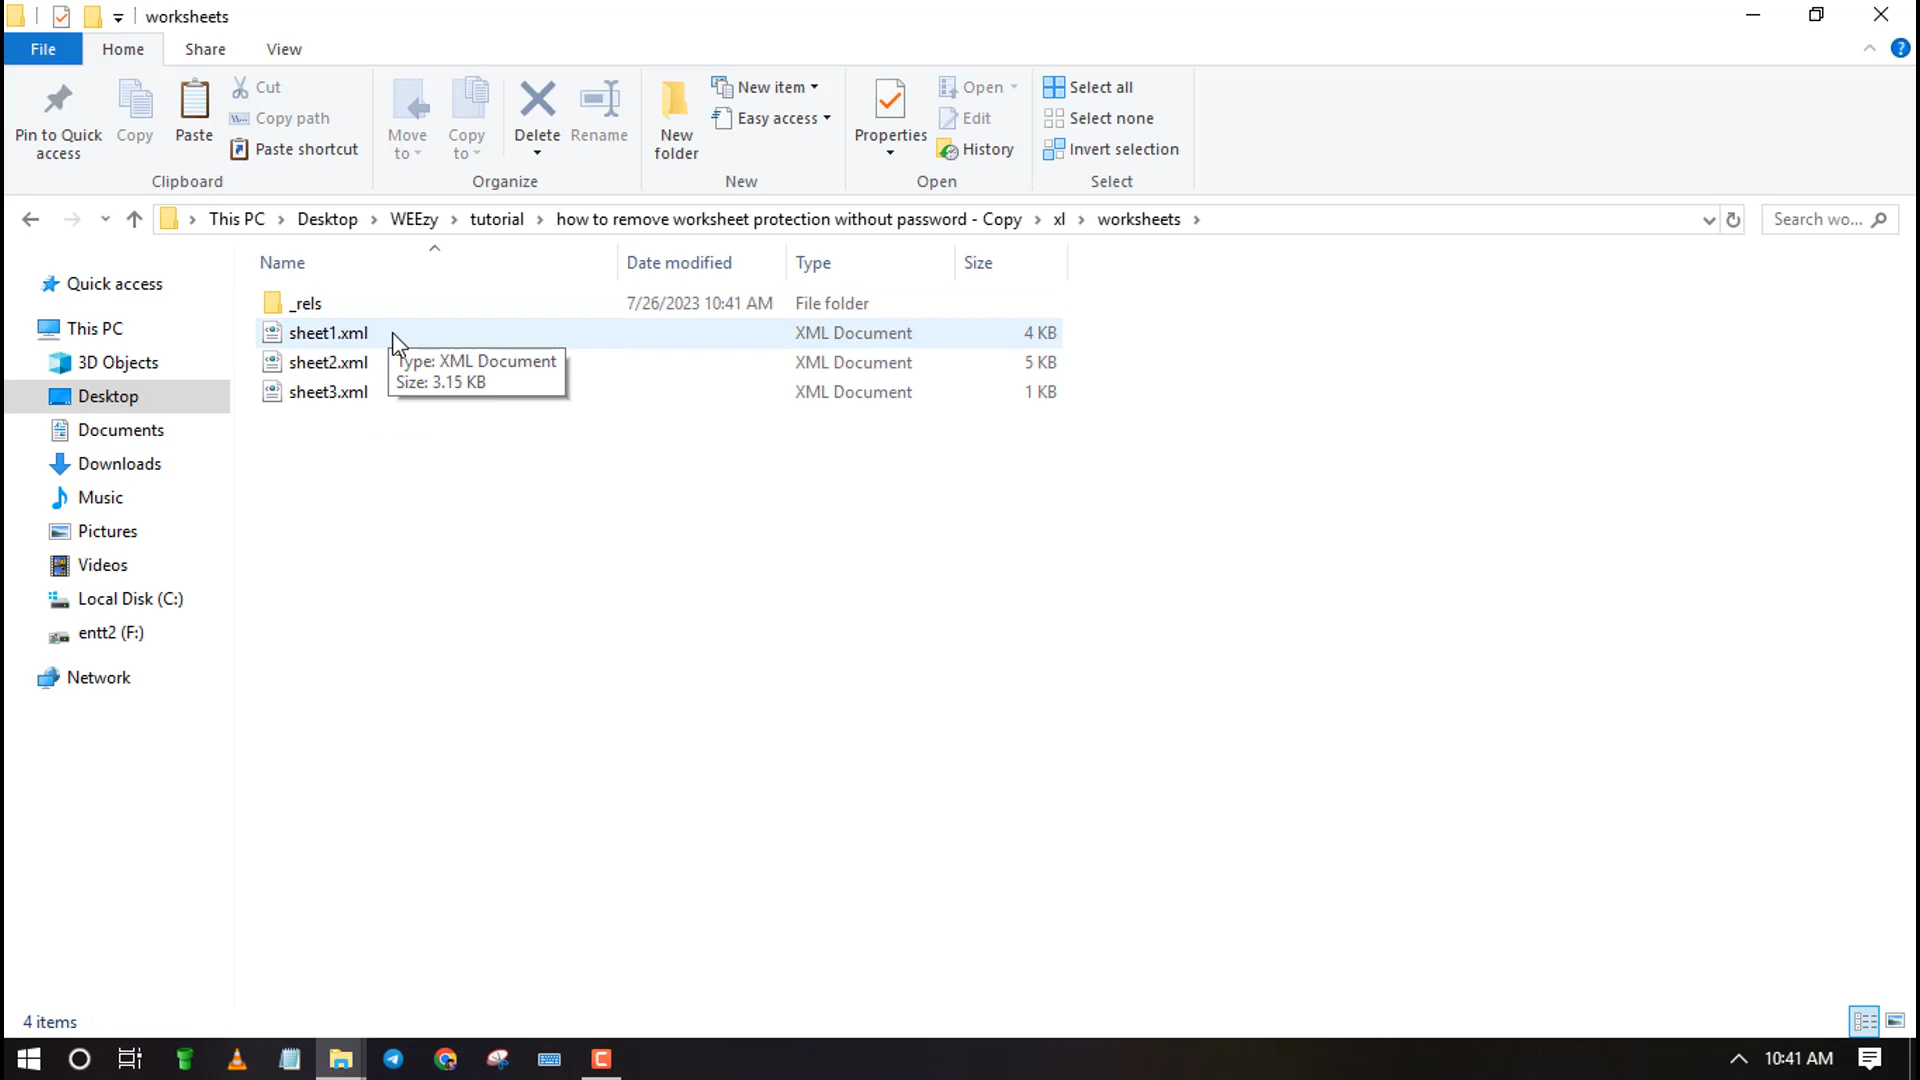 worksheets
File Home Share View
Pin to Quick access
Copy
Paste
Cut
Copy path
Paste shortcut
Clipboard
Move to
Copy to
Delete
Rename
Organize
New folder
New item
Easy access
New
Properties
Open
Edit
History
Open
Select all
Select none
Invert selection
Select
This PC > Desktop > WEEzy > tutorial > how to remove worksheet protection without password - Copy > xl > worksheets >
Search wo...
Name Date modified Type Size
_rels 7/26/2023 10:41 AM File folder
sheet1.xml XML Document 4 KB
sheet2.xml XML Document 5 KB
sheet3.xml XML Document 1 KB
Type: XML Document
Size: 3.15 KB
Quick access
This PC
3D Objects
Desktop
Documents
Downloads
Music
Pictures
Videos
Local Disk (C:)
entt2 (F:)
Network
4 items
10:41 AM